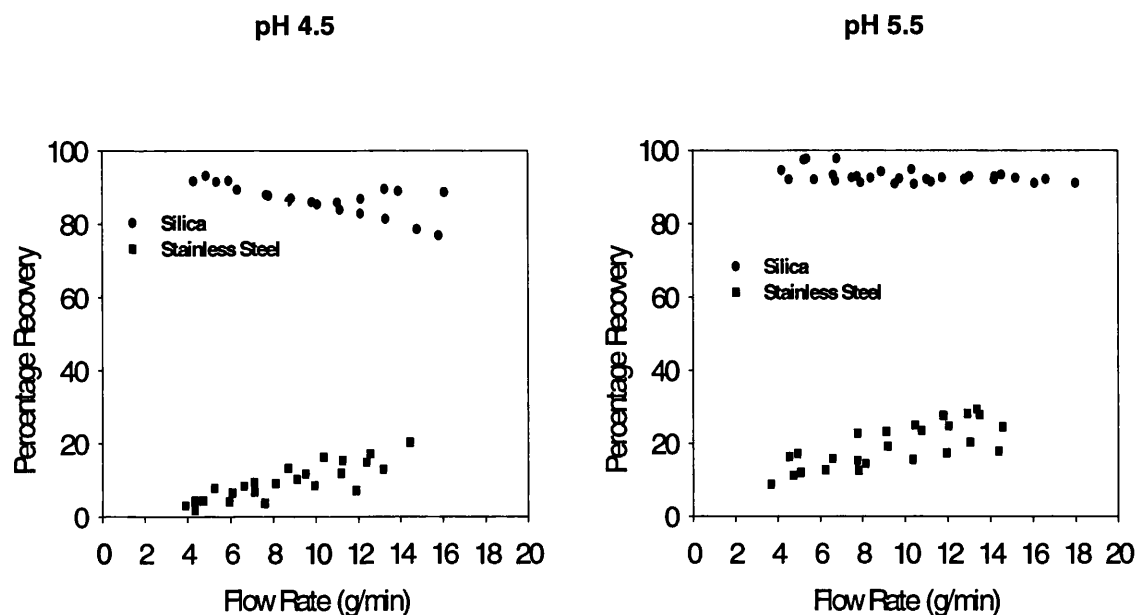 pH 4.5
100
80
60
40
20
0
Percentage Recovery
Silica
Stainless Steel
0 2 4 6 8 10 12 14 16 18 20
Flow Rate (g/min)
pH 5.5
100
80
60
40
20
0
Percentage Recovery
Silica
Stainless Steel
0 2 4 6 8 10 12 14 16 18 20
Flow Rate (g/min)